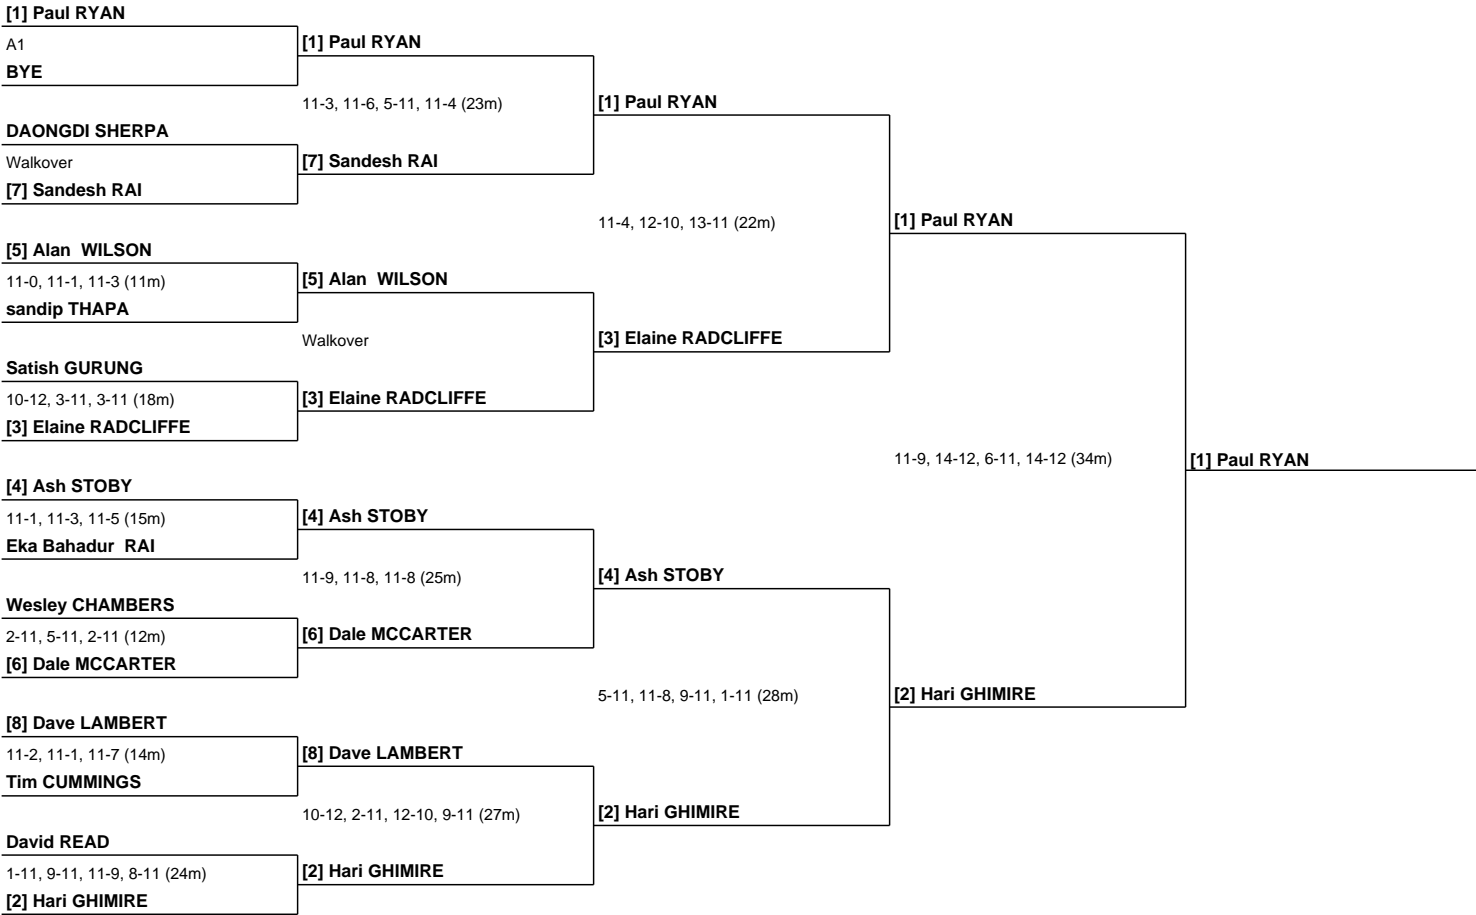 [1] Paul RYAN
A1
BYE
DAONGDI SHERPA
Walkover
[7] Sandesh RAI
[5] Alan  WILSON
11-0, 11-1, 11-3 (11m)
sandip THAPA
Satish GURUNG
10-12, 3-11, 3-11 (18m)
[3] Elaine RADCLIFFE
[4] Ash STOBY
11-1, 11-3, 11-5 (15m)
Eka Bahadur  RAI
Wesley CHAMBERS
2-11, 5-11, 2-11 (12m)
[6] Dale MCCARTER
[8] Dave LAMBERT
11-2, 11-1, 11-7 (14m)
Tim CUMMINGS
David READ
1-11, 9-11, 11-9, 8-11 (24m)
[2] Hari GHIMIRE
[1] Paul RYAN
11-3, 11-6, 5-11, 11-4 (23m)
[7] Sandesh RAI
[5] Alan  WILSON
Walkover
[3] Elaine RADCLIFFE
[4] Ash STOBY
11-9, 11-8, 11-8 (25m)
[6] Dale MCCARTER
[8] Dave LAMBERT
10-12, 2-11, 12-10, 9-11 (27m)
[2] Hari GHIMIRE
[1] Paul RYAN
11-4, 12-10, 13-11 (22m)
[3] Elaine RADCLIFFE
[4] Ash STOBY
5-11, 11-8, 9-11, 1-11 (28m)
[2] Hari GHIMIRE
[1] Paul RYAN
11-9, 14-12, 6-11, 14-12 (34m)
[2] Hari GHIMIRE
[1] Paul RYAN